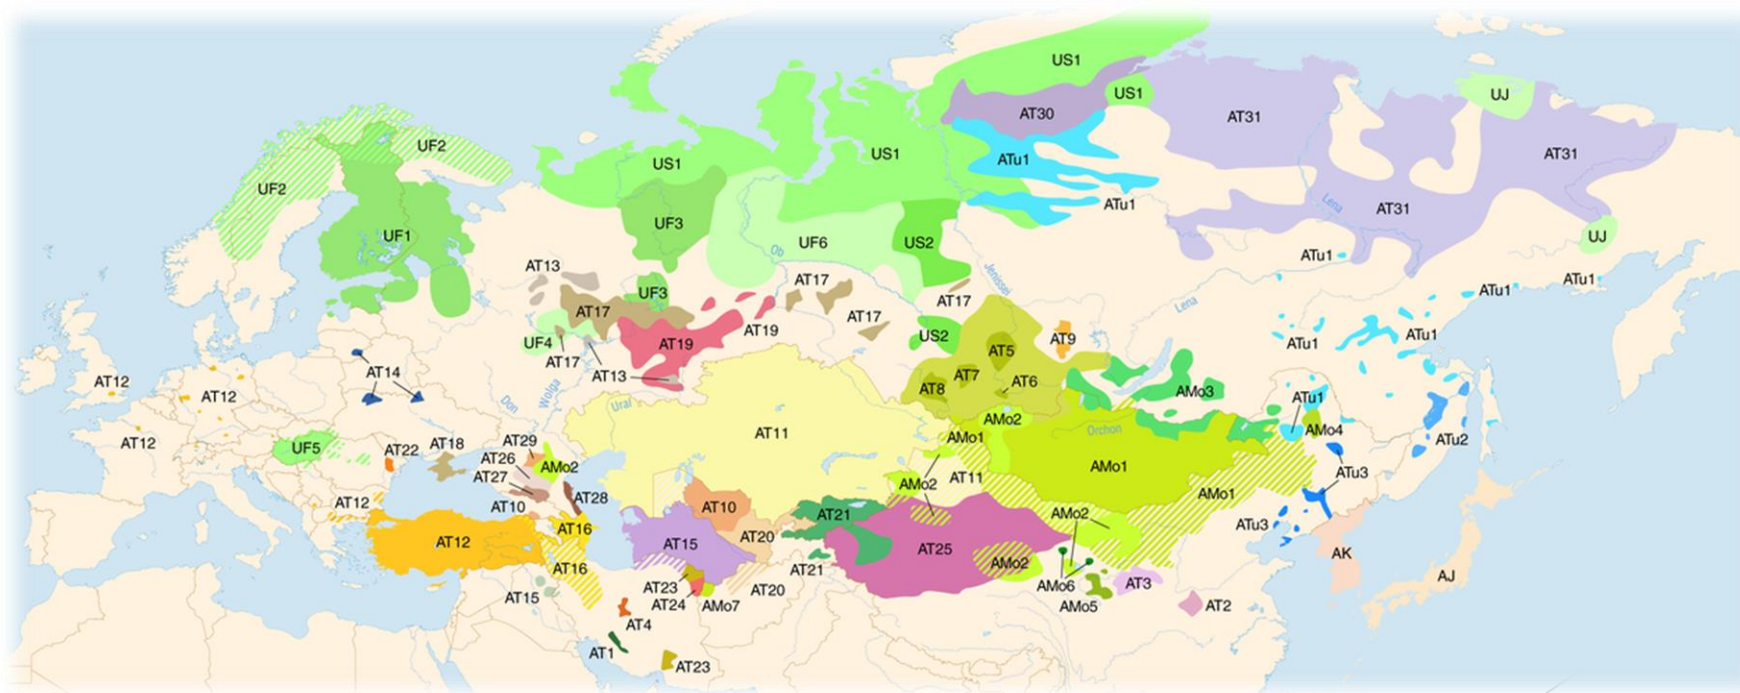 US1
US1
UJ
AT30
AT31
UF2
AT31
US1
US1
ATu1
UF2
ATu1
AT31
UF3
Lena
UF1
UF6
US2
UJ
Ob
ATu1
AT13
Jenissei
ATu1
AT17
ATu1
UF3
AT17
Lena
AT17
AT17
AT19
ATu1
US2
AT9
UF4
AT19
ATu1
AT5
AT17
AT14
AT13
AT7
AT6
AT12
AT8
AMo3
AT12
Wolga
ATu1
Don
Ural
AMo2
Orchon
AMo4
AT11
AMo1
ATu2
AT12
AT29
AT18
UF5
AT22
AT26
AMo2
AMo1
ATu3
AT27
AT11
AMo2
AT28
AMo1
AT12
AT10
AT10
AT21
AMo2
ATu3
AT16
AT12
AT20
AT15
AT25
AK
AMo2
AT16
AT21
AJ
AT23
AMo6
AT3
AT20
AT15
AT24
AMo7
AMo5
AT2
AT4
AT1
AT23